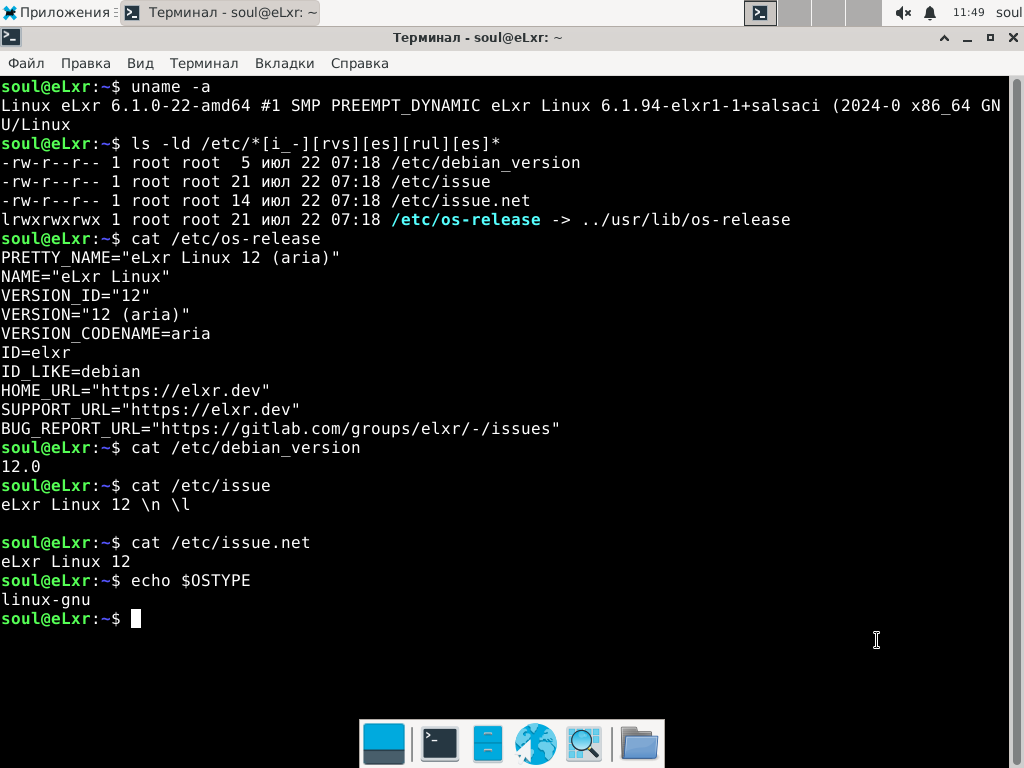 Приложения
Терминал - soul@eLxr: ~
11:49
soul
Терминал - soul@eLxr: ~
Файл Правка Вид Терминал Вкладки Справка
soul@eLxr:~$ uname -a
Linux eLxr 6.1.0-22-amd64 #1 SMP PREEMPT_DYNAMIC eLxr Linux 6.1.94-elxr1-1+salsaci (2024-0 x86_64 GN
U/Linux
soul@eLxr:~$ ls -ld /etc/*[i_-][rvs][es][rul][es]*
-rw-r--r-- 1 root root  5 июл 22 07:18 /etc/debian_version
-rw-r--r-- 1 root root 21 июл 22 07:18 /etc/issue
-rw-r--r-- 1 root root 14 июл 22 07:18 /etc/issue.net
lrwxrwxrwx 1 root root 21 июл 22 07:18 /etc/os-release -> ../usr/lib/os-release
soul@eLxr:~$ cat /etc/os-release
PRETTY_NAME="eLxr Linux 12 (aria)"
NAME="eLxr Linux"
VERSION_ID="12"
VERSION="12 (aria)"
VERSION_CODENAME=aria
ID=elxr
ID_LIKE=debian
HOME_URL="https://elxr.dev"
SUPPORT_URL="https://elxr.dev"
BUG_REPORT_URL="https://gitlab.com/groups/elxr/-/issues"
soul@eLxr:~$ cat /etc/debian_version
12.0
soul@eLxr:~$ cat /etc/issue
eLxr Linux 12 \n \l
soul@eLxr:~$ cat /etc/issue.net
eLxr Linux 12
soul@eLxr:~$ echo $OSTYPE
linux-gnu
soul@eLxr:~$